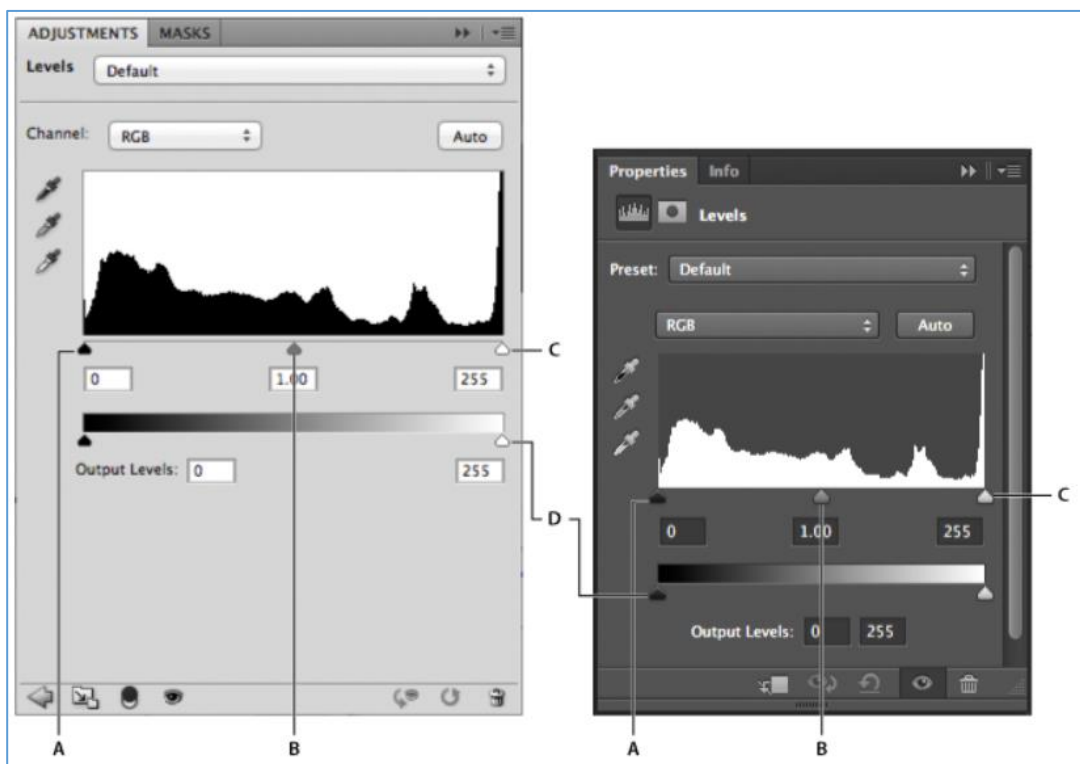 ADJUSTMENTS MASKS
Levels Default
Channel: RGB Auto
C
0 1.00 255
Output Levels: 0 255
D
A B
Properties Info
Levels
Preset: Default
RGB Auto
C
0 1.00 255
Output Levels: 0 255
A B